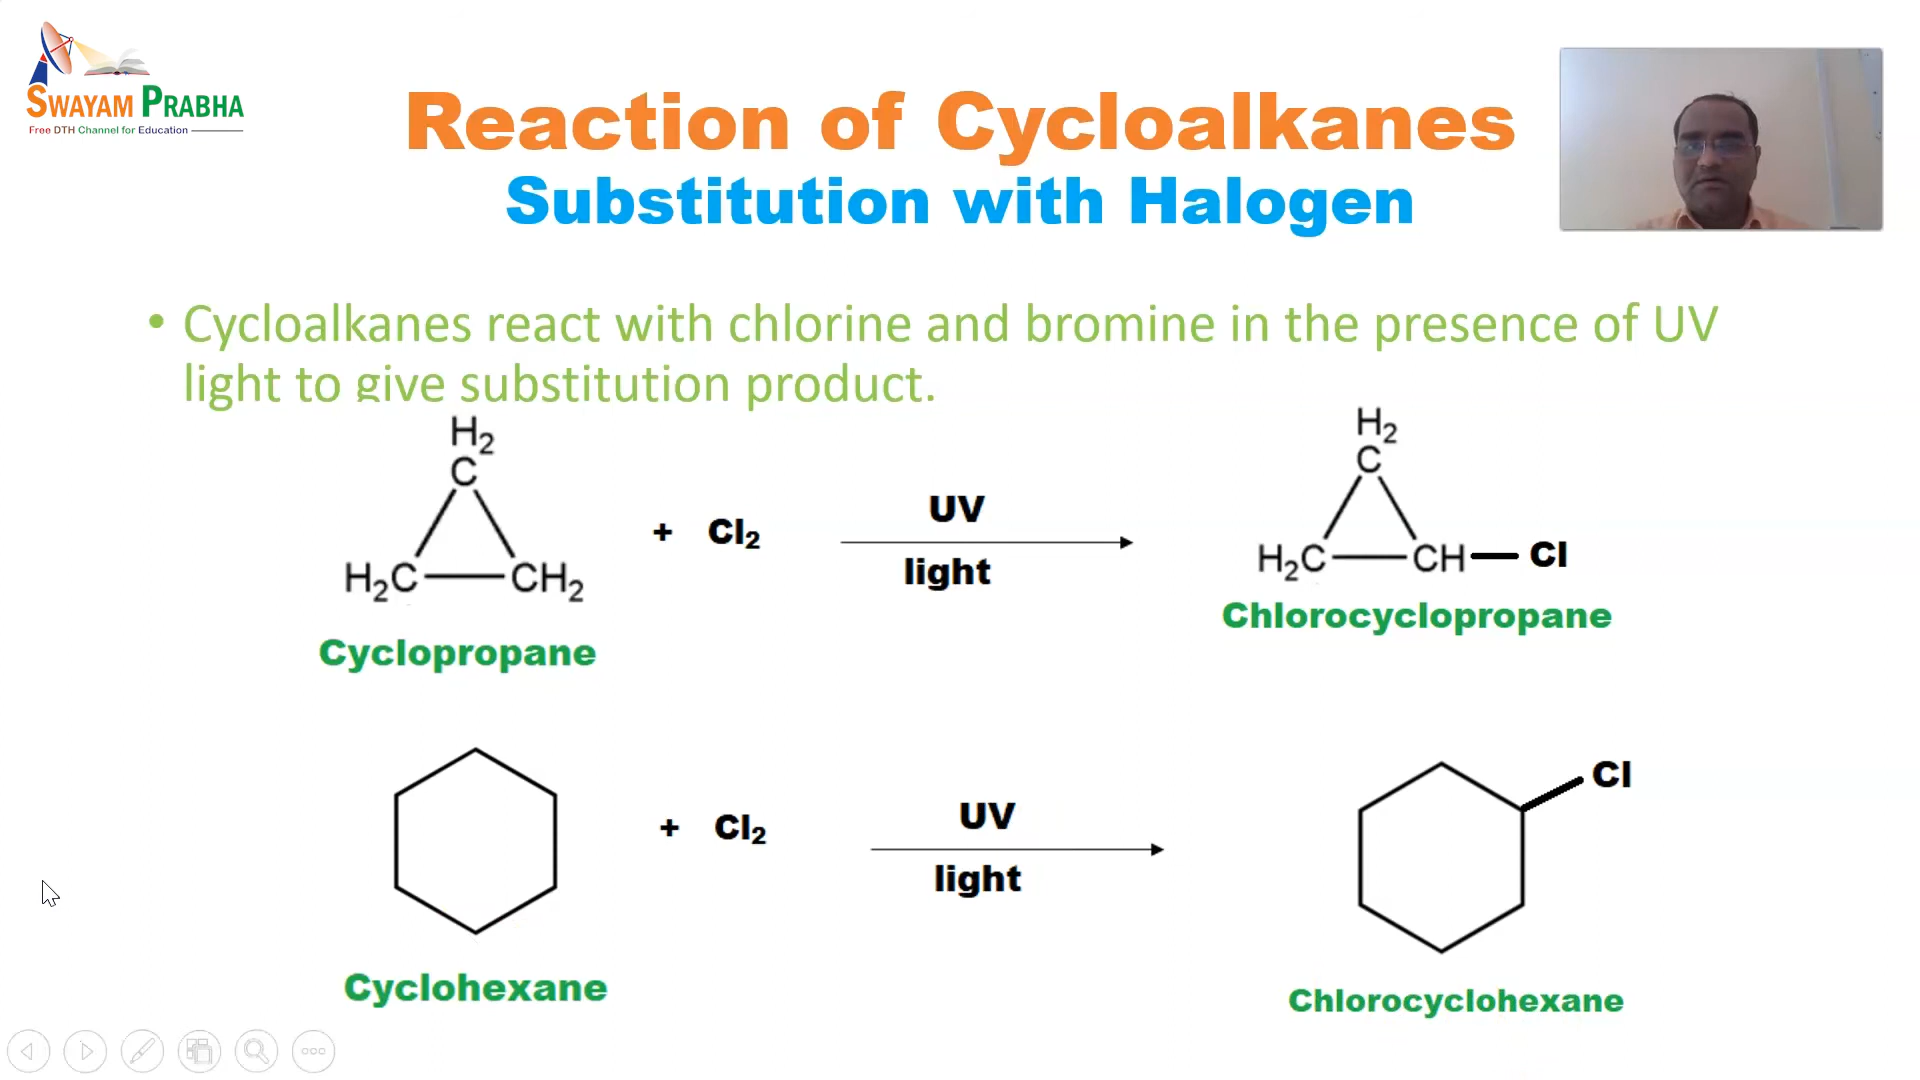 SWAYAM PRABHA
Free DTH Channel for Education
Reaction of Cycloalkanes
Substitution with Halogen
• Cycloalkanes react with chlorine and bromine in the presence of UV
light to give substitution product.
H₂
C
H₂C CH₂
+ Cl₂
UV
light
H₂
C
H₂C CH Cl
Cyclopropane
Chlorocyclopropane
+ Cl₂
UV
light
Cl
Cyclohexane
Chlorocyclohexane